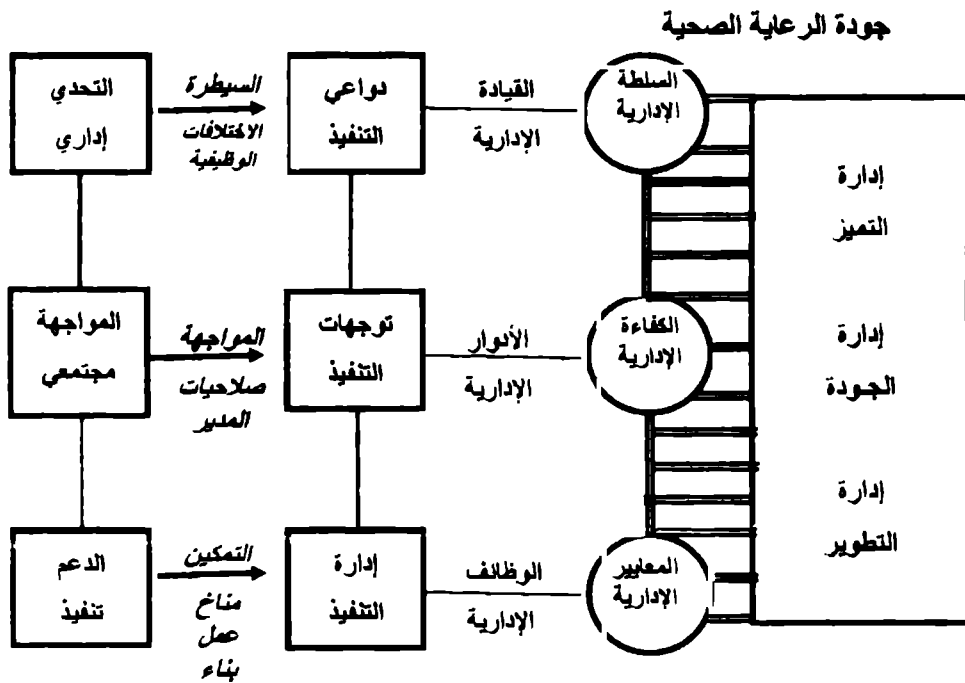 جودة الرعاية الصحية
السلطة
الإدارية
القيادة
الإدارية
دواعي
التنفيذ
السيطرة
الاختلافات
الوظيفية
التحدي
إداري
إدارة
التميز
الكفاءة
الإدارية
الأدوار
الإدارية
توجهات
التنفيذ
المواجهة
صلاحيات
المدير
المواجهة
مجتمعي
إدارة
الجودة
المعايير
الإدارية
الوظائف
الإدارية
إدارة
التنفيذ
التمكين
مناخ
عمل
بناء
الدعم
تنفيذ
إدارة
التطوير